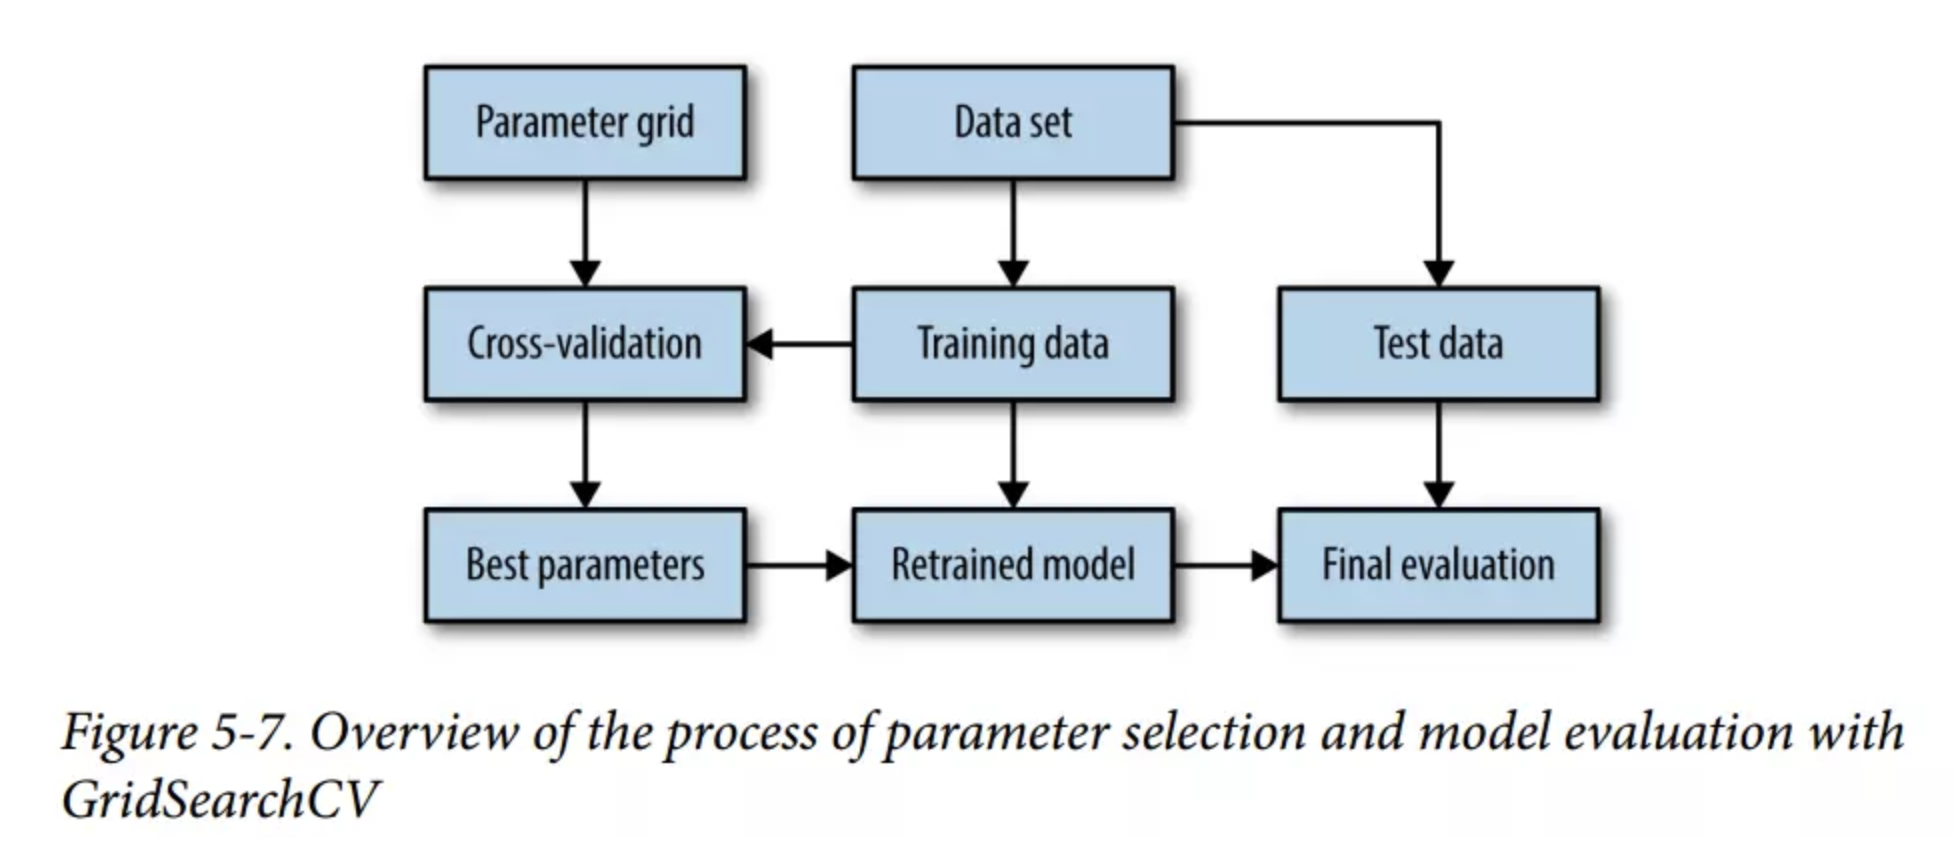 Parameter grid
Data set
Cross-validation
Training data
Test data
Best parameters
Retrained model
Final evaluation
Figure 5-7. Overview of the process of parameter selection and model evaluation with
GridSearchCV